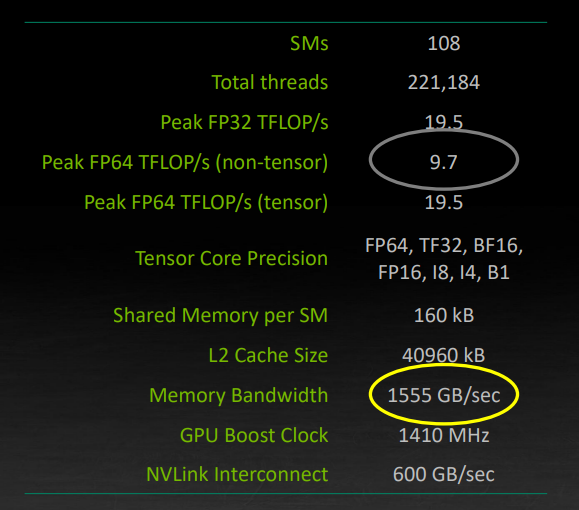 SMs 108
Total threads 221,184
Peak FP32 TFLOP/s 19.5
Peak FP64 TFLOP/s (non-tensor) 9.7
Peak FP64 TFLOP/s (tensor) 19.5
Tensor Core Precision FP64, TF32, BF16,
FP16, I8, I4, B1
Shared Memory per SM 160 kB
L2 Cache Size 40960 kB
Memory Bandwidth 1555 GB/sec
GPU Boost Clock 1410 MHz
NVLink Interconnect 600 GB/sec